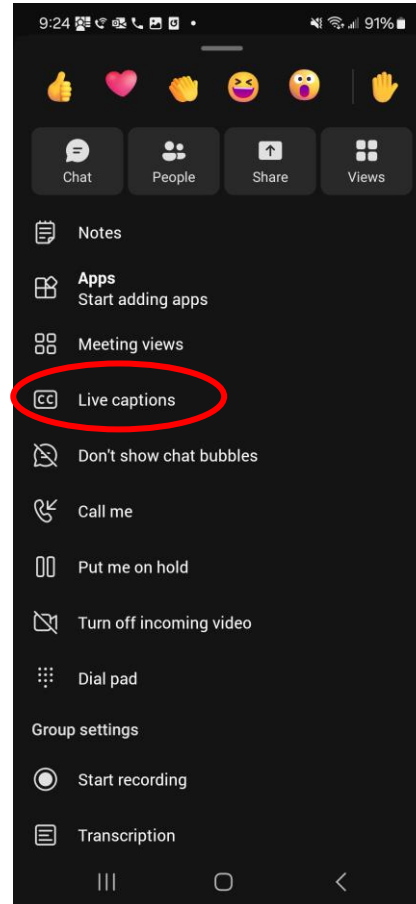 9:24 91%
Chat People Share Views
Notes
Apps
Start adding apps
Meeting views
CC Live captions
Don't show chat bubbles
Call me
Put me on hold
Turn off incoming video
Dial pad
Group settings
Start recording
Transcription